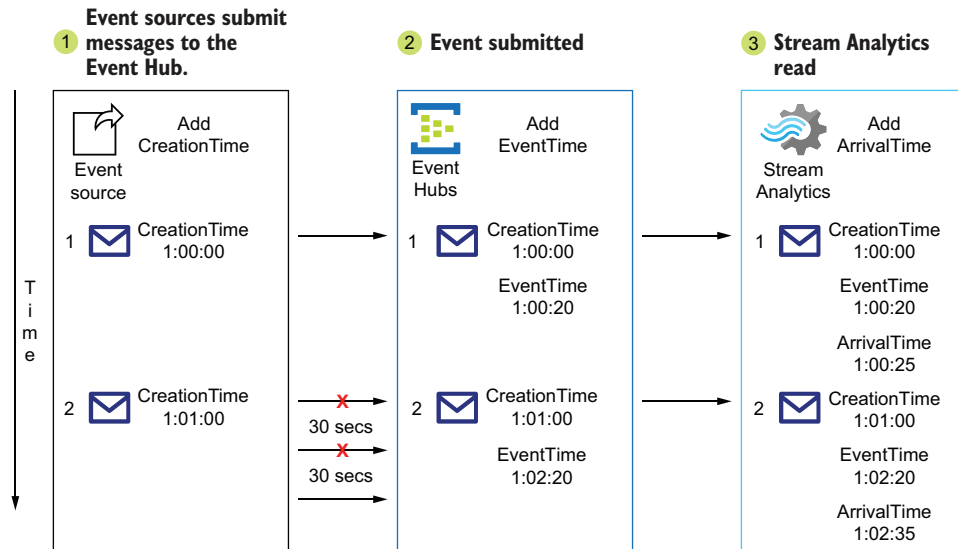 1 Event sources submit
messages to the
Event Hub.
2 Event submitted
3 Stream Analytics
read
Time
Event
source
Add
CreationTime
1
CreationTime
1:00:00
2
CreationTime
1:01:00
X
30 secs
X
30 secs
Event
Hubs
Add
EventTime
1
CreationTime
1:00:00
EventTime
1:00:20
2
CreationTime
1:01:00
EventTime
1:02:20
Stream
Analytics
Add
ArrivalTime
1
CreationTime
1:00:00
EventTime
1:00:20
ArrivalTime
1:00:25
2
CreationTime
1:01:00
EventTime
1:02:20
ArrivalTime
1:02:35